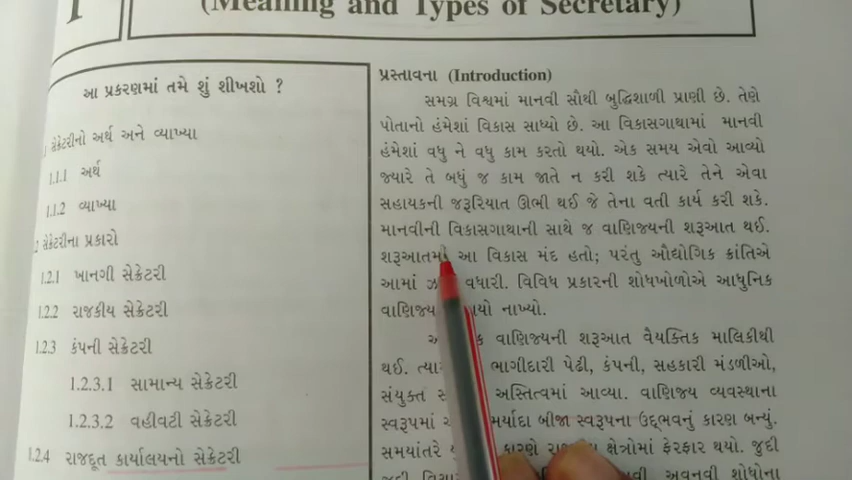 1
(Meaning and Types of Secretary)
આ પ્રકરણમાં તમે શું શીખશો ?
.1 સેક્રેટરીનો અર્થ અને વ્યાખ્યા
1.1.1 અર્થ
1.1.2 વ્યાખ્યા
.2 સેક્રેટરીના પ્રકારો
1.2.1 ખાનગી સેક્રેટરી
1.2.2 રાજકીય સેક્રેટરી
1.2.3 કંપની સેક્રેટરી
1.2.3.1 સામાન્ય સેક્રેટરી
1.2.3.2 વહીવટી સેક્રેટરી
1.2.4 રાજદૂત કાર્યાલયનો સેક્રેટરી
પ્રસ્તાવના (Introduction)
સમગ્ર વિશ્વમાં માનવી સૌથી બુદ્ધિશાળી પ્રાણી છે. તેણે
પોતાનો હંમેશાં વિકાસ સાધ્યો છે. આ વિકાસગાથામાં માનવી
હંમેશાં વધુ ને વધુ કામ કરતો થયો. એક સમય એવો આવ્યો
જ્યારે તે બધું જ કામ જાતે ન કરી શકે ત્યારે તેને એવા
સહાયકની જરૂરિયાત ઊભી થઈ જે તેના વતી કાર્ય કરી શકે.
માનવીની વિકાસગાથાની સાથે જ વાણિજ્યની શરૂઆત થઈ.
શરૂઆતમાં આ વિકાસ મંદ હતો; પરંતુ ઔદ્યોગિક ક્રાંતિએ
આમાં વધારી. વિવિધ પ્રકારની શોધખોળોએ આધુનિક
વાણિજ્ય યો નાખ્યો.
ક વાણિજ્યની શરૂઆત વૈયક્તિક માલિકીથી
થઈ. ત્યા ભાગીદારી પેઢી, કંપની, સહકારી મંડળીઓ,
સંયુક્ત અસ્તિત્વમાં આવ્યા. વાણિજ્ય વ્યવસ્થાના
સ્વરૂપમાં મર્યાદા બીજા સ્વરૂપના ઉદ્ભવનું કારણ બન્યું.
સમયાંતરે કારણે ક્ષેત્રોમાં ફેરફાર થયો. જુદી
અવનવી શોધોના